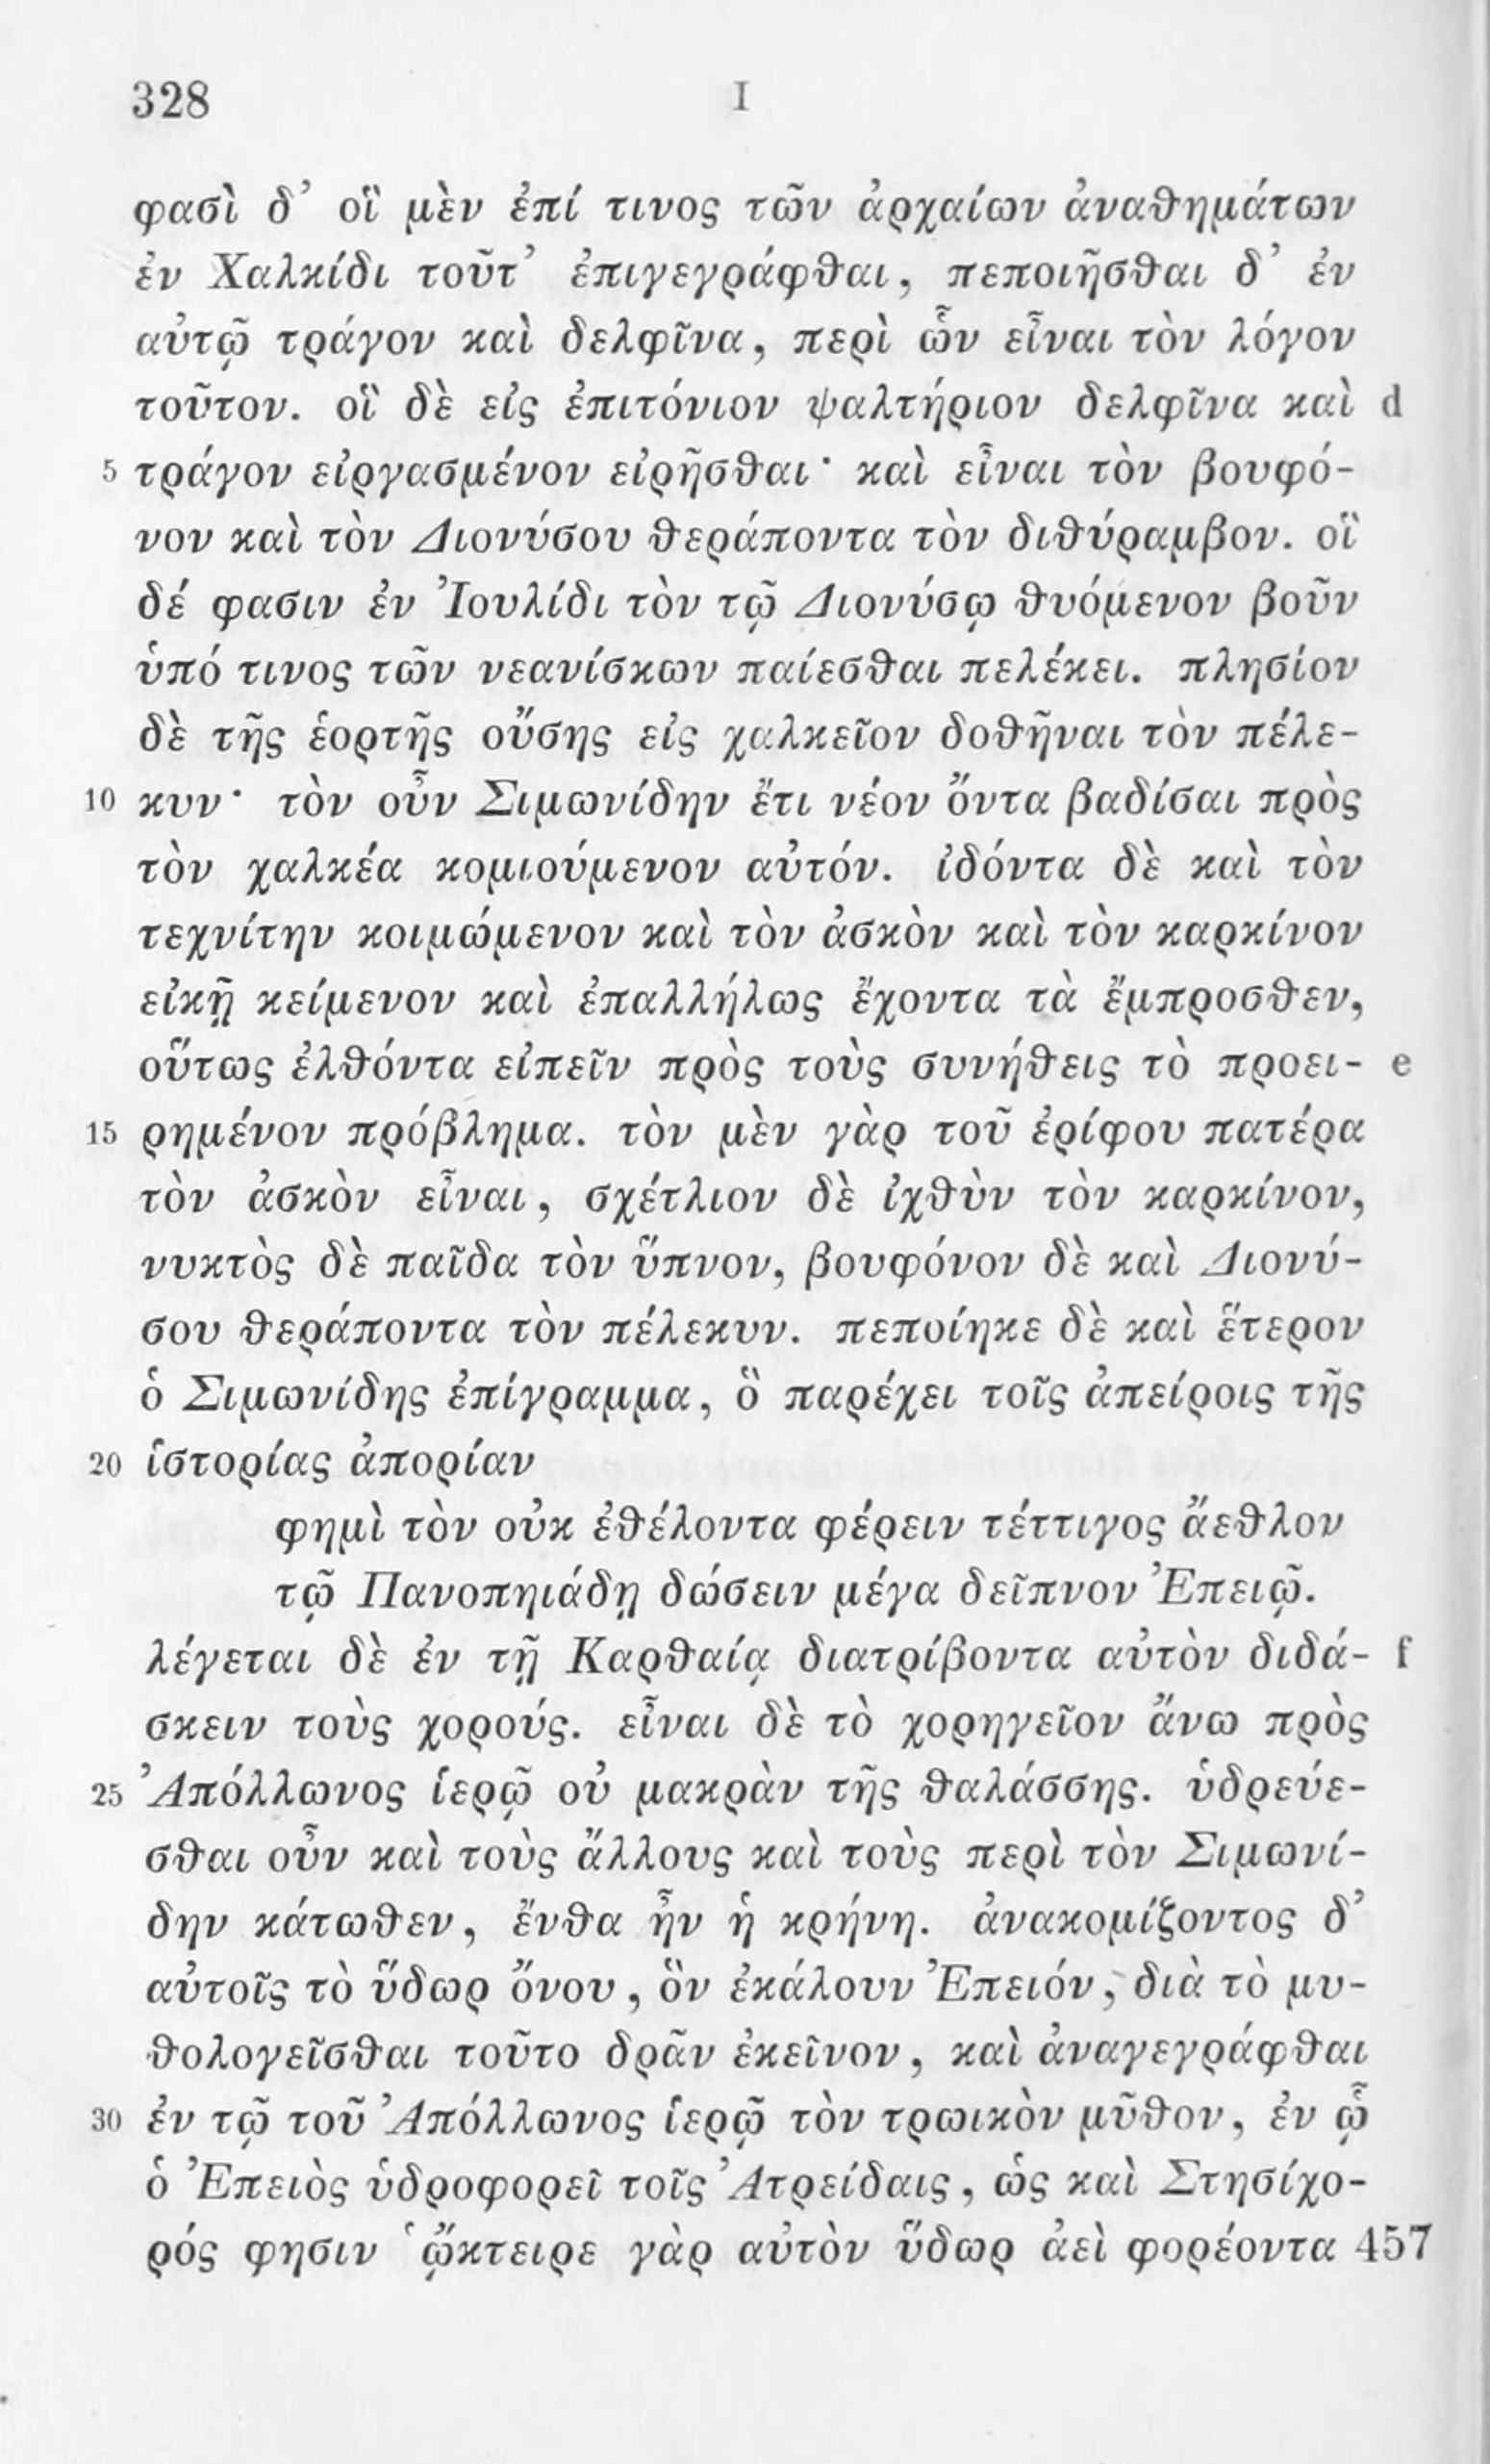 328 I
φασὶ δ’ οἳ μὲν ἐπί τινος τῶν ἀρχαίων ἀναθημάτων
ἐν Χαλκίδι τοῦτ’ ἐπιγεγράφθαι, πεποιῆσθαι δ’ ἐν
αὐτῷ τράγον καὶ δελφῖνα, περὶ ὧν εἶναι τὸν λόγον
τοῦτον. οἳ δὲ εἰς ἐπιτόνιον ψαλτήριον δελφῖνα καὶ d
5 τράγον εἰργασμένον εἰρῆσθαι· καὶ εἶναι τὸν βουφό-
νον καὶ τὸν Διονύσου θεράποντα τὸν διθύραμβον. οἳ
δέ φασιν ἐν Ἰουλίδι τὸν τῷ Διονύσῳ θυόμενον βοῦν
ὑπό τινος τῶν νεανίσκων παίεσθαι πελέκει. πλησίον
δὲ τῆς ἑορτῆς οὔσης εἰς χαλκεῖον δοθῆναι τὸν πέλε-
10 κυν· τὸν οὖν Σιμωνίδην ἔτι νέον ὄντα βαδίσαι πρὸς
τὸν χαλκέα κομιούμενον αὐτόν. ἰδόντα δὲ καὶ τὸν
τεχνίτην κοιμώμενον καὶ τὸν ἀσκὸν καὶ τὸν καρκίνον
εἰκῇ κείμενον καὶ ἐπαλλήλως ἔχοντα τὰ ἔμπροσθεν,
οὕτως ἐλθόντα εἰπεῖν πρὸς τοὺς συνήθεις τὸ προει- e
15 ρημένον πρόβλημα. τὸν μὲν γὰρ τοῦ ἐρίφου πατέρα
τὸν ἀσκὸν εἶναι, σχέτλιον δὲ ἰχθὺν τὸν καρκίνον,
νυκτὸς δὲ παῖδα τὸν ὕπνον, βουφόνον δὲ καὶ Διονύ-
σου θεράποντα τὸν πέλεκυν. πεποίηκε δὲ καὶ ἕτερον
ὁ Σιμωνίδης ἐπίγραμμα, ὃ παρέχει τοῖς ἀπείροις τῆς
20 ἱστορίας ἀπορίαν
φημὶ τὸν οὐκ ἐθέλοντα φέρειν τέττιγος ἄεθλον
τῷ Πανοπηιάδῃ δώσειν μέγα δεῖπνον Ἐπειῷ.
λέγεται δὲ ἐν τῇ Καρθαίᾳ διατρίβοντα αὐτὸν διδά- f
σκειν τοὺς χορούς. εἶναι δὲ τὸ χορηγεῖον ἄνω πρὸς
25 Ἀπόλλωνος ἱερῷ οὐ μακρὰν τῆς θαλάσσης. ὑδρεύε-
σθαι οὖν καὶ τοὺς ἄλλους καὶ τοὺς περὶ τὸν Σιμωνί-
δην κάτωθεν, ἔνθα ἦν ἡ κρήνη. ἀνακομίζοντος δ’
αὐτοῖς τὸ ὕδωρ ὄνου, ὃν ἐκάλουν Ἐπειόν, διὰ τὸ μυ-
θολογεῖσθαι τοῦτο δρᾶν ἐκεῖνον, καὶ ἀναγεγράφθαι
30 ἐν τῷ τοῦ Ἀπόλλωνος ἱερῷ τὸν τρωικὸν μῦθον, ἐν ᾧ
ὁ Ἐπειὸς ὑδροφορεῖ τοῖς Ἀτρείδαις, ὡς καὶ Στησίχο-
ρός φησιν ‘ᾤκτειρε γὰρ αὐτὸν ὕδωρ ἀεὶ φορέοντα 457